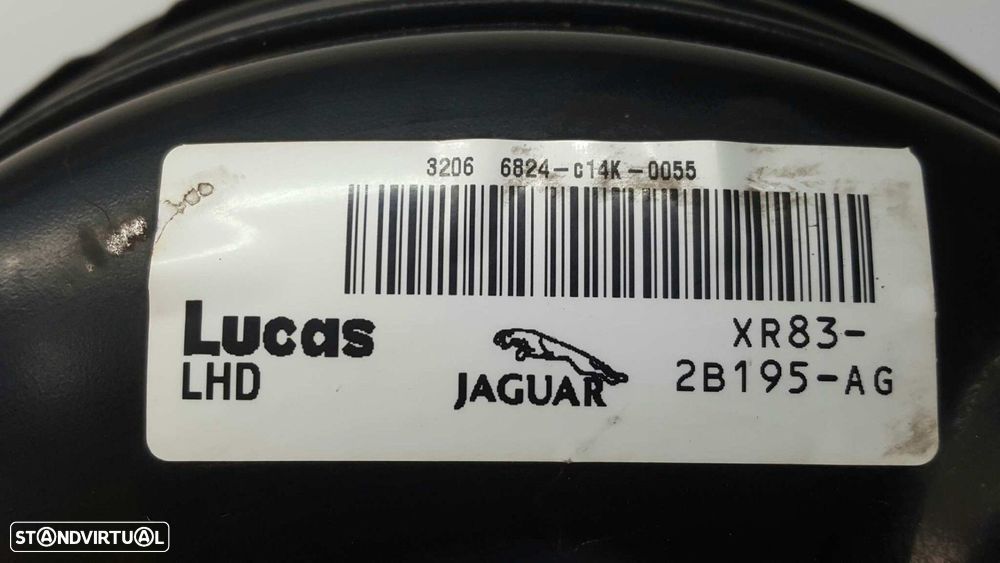 3206 6824-c14K-0055
Lucas
LHD
JAGUAR
XR83-
2B195-AG
STANDVIRTUAL